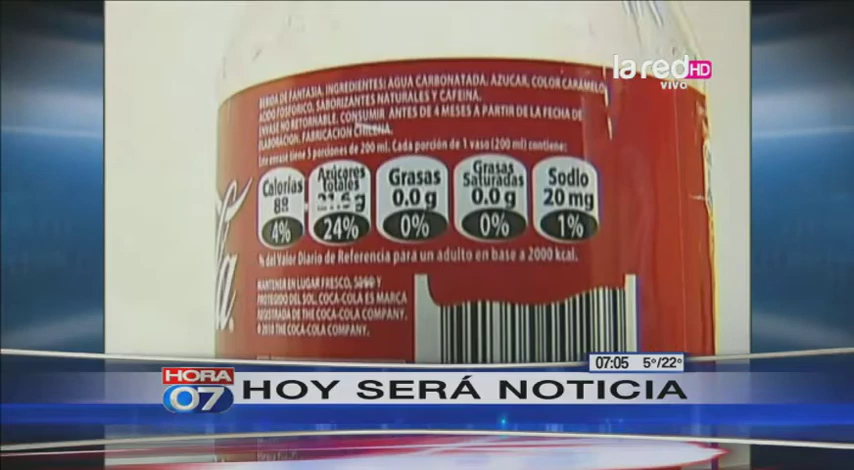 lared HD
VIVO
BEBIDA DE FANTASIA. INGREDIENTES: AGUA CARBONATADA, AZUCAR, COLOR CARAMELO,
ACIDO FOSFORICO, SABORIZANTES NATURALES Y CAFEINA.
ENVASE NO RETORNABLE. CONSUMIR ANTES DE 4 MESES A PARTIR DE LA FECHA DE
ELABORACION. FABRICACION CHILENA.
Este envase tiene porciones de 200 ml. Cada porción de 1 vaso (200 ml) contiene:
Calorías
88
4%
Azúcares
totales
21.6 g
24%
Grasas
0.0 g
0%
Grasas
Saturadas
0.0 g
0%
Sodio
20 mg
1%
% del Valor Diario de Referencia para un adulto en base a 2000 kcal.
MANTENER EN LUGAR FRESCO, SECO Y
PROTEGIDO DEL SOL. COCA-COLA ES MARCA
REGISTRADA DE THE COCA-COLA COMPANY.
© 2010 THE COCA-COLA COMPANY.
07:05 5°/22°
HORA
07
HOY SERÁ NOTICIA